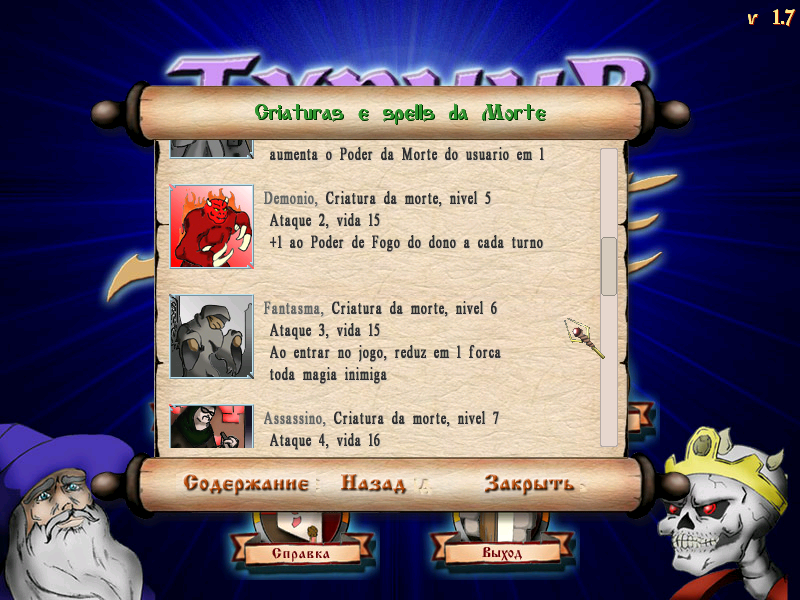 v 1.7
Турнир
Criaturas e spells da Morte
aumenta o Poder da Morte do usuario em 1
Demonio, Criatura da morte, nivel 5
Ataque 2, vida 15
+1 ao Poder de Fogo do dono a cada turno
Fantasma, Criatura da morte, nivel 6
Ataque 3, vida 15
Ao entrar no jogo, reduz em 1 forca
toda magia inimiga
Assassino, Criatura da morte, nivel 7
Ataque 4, vida 16
Содержание
Назад
Закрыть
Справка
Выход